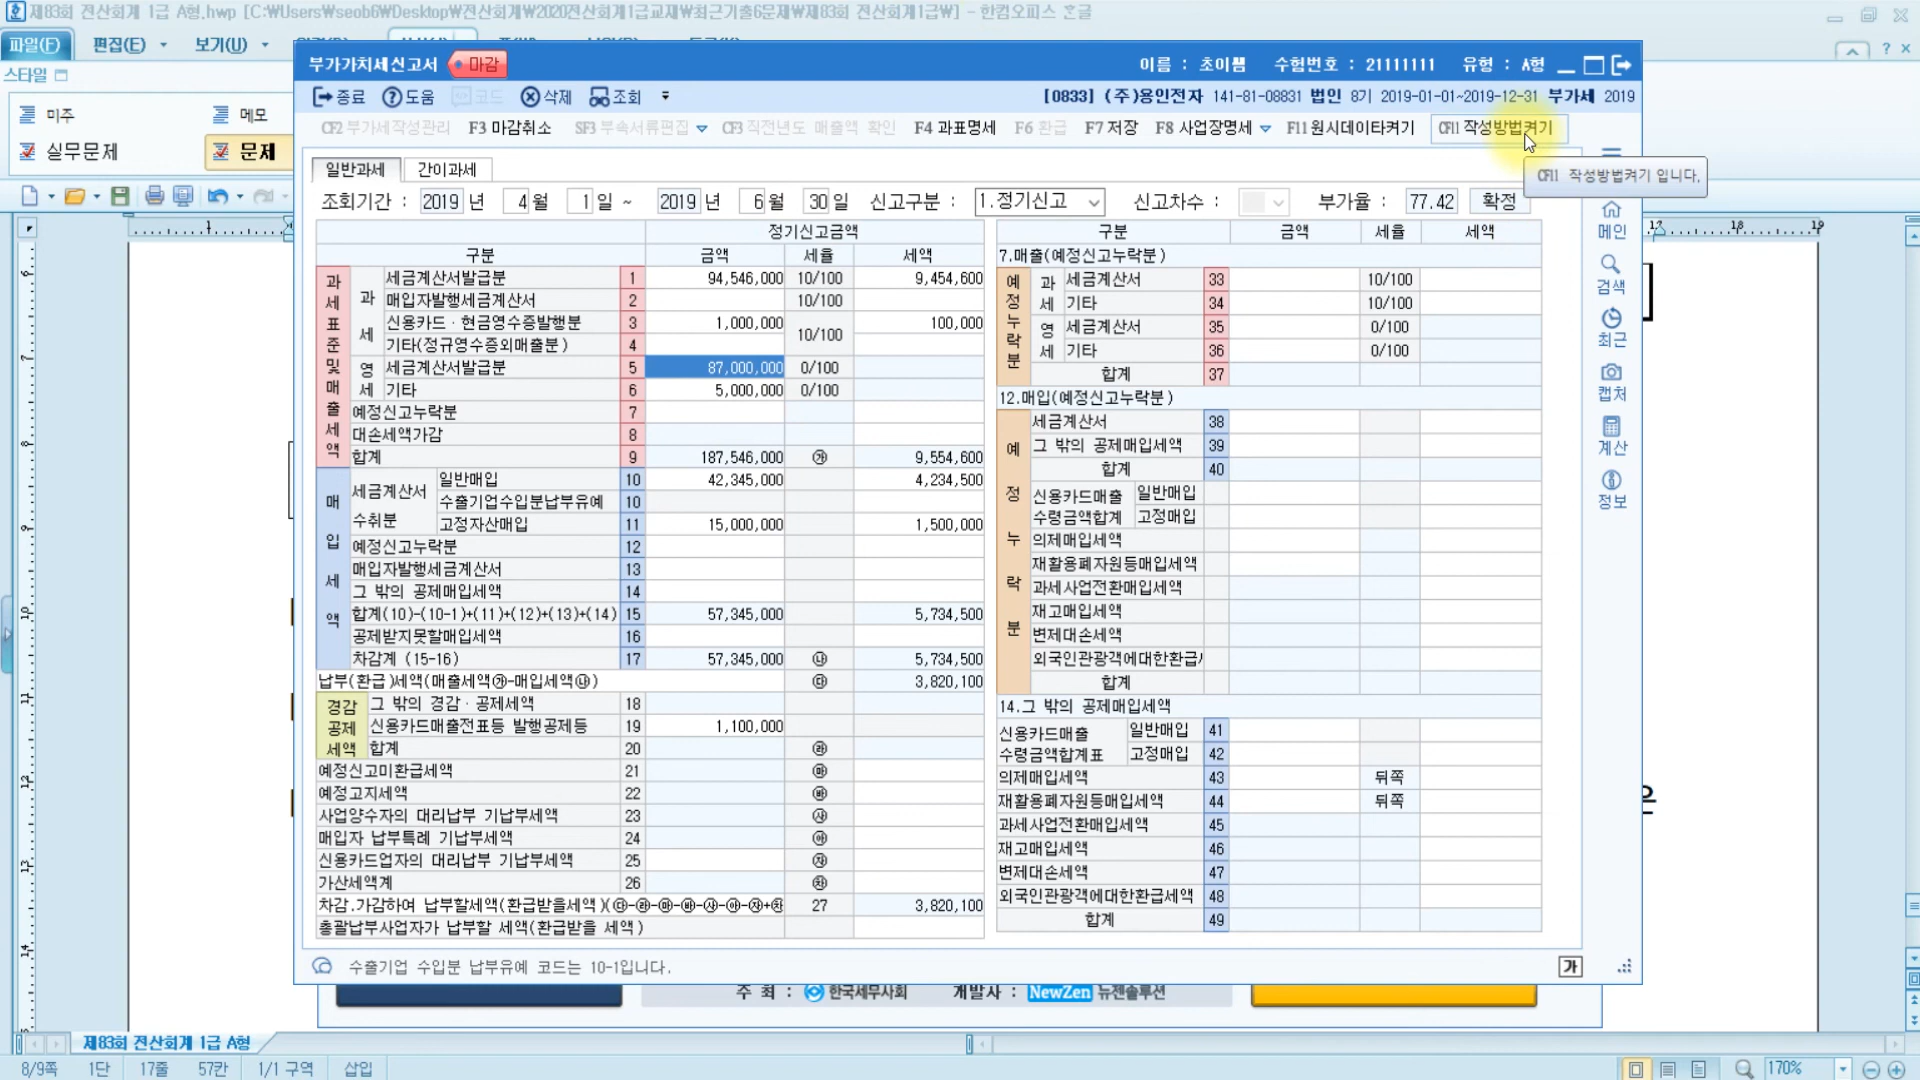 제83회 전산회계 1급 A형.hwp [C:\Users\seob6\Desktop\전산회계\2020전산회계1급교재\최근기출6문제\제83회 전산회계1급\] - 한컴오피스 한글
파일(F) 편집(E) 보기(U)
스타일
미주 메모
실무문제 문제
부가가치세신고서 마감 이름 : 초이쌤 수험번호 : 21111111 유형 : A형
종료 도움 코드 삭제 조회 [0833] (주)용인전자 141-81-08831 법인 8기 2019-01-01~2019-12-31 부가세 2019
CF2 부가세작성관리 F3 마감취소 SF3 부속서류편집 CF3 직전년도 매출액 확인 F4 과표명세 F6 환급 F7 저장 F8 사업장명세 F11 원시데이타켜기 CF11 작성방법켜기
CF11 작성방법켜기 입니다.
일반과세 간이과세
조회기간 : 2019 년 4 월 1 일 ~ 2019 년 6 월 30 일 신고구분 : 1.정기신고 신고차수 : 부가율 : 77.42 확정
정기신고금액
구분 금액 세율 세액
과세표준및매출세액
과세 세금계산서발급분 1 94,546,000 10/100 9,454,600
매입자발행세금계산서 2 10/100
신용카드 · 현금영수증발행분 3 1,000,000 10/100 100,000
기타(정규영수증외매출분) 4
영세 세금계산서발급분 5 87,000,000 0/100
기타 6 5,000,000 0/100
예정신고누락분 7
대손세액가감 8
합계 9 187,546,000 ㉮ 9,554,600
매입세액
세금계산서 수취분 일반매입 10 42,345,000 4,234,500
수출기업수입분납부유예 10
고정자산매입 11 15,000,000 1,500,000
예정신고누락분 12
매입자발행세금계산서 13
그 밖의 공제매입세액 14
합계(10)-(10-1)+(11)+(12)+(13)+(14) 15 57,345,000 5,734,500
공제받지못할매입세액 16
차감계 (15-16) 17 57,345,000 ㉯ 5,734,500
납부(환급)세액(매출세액㉮-매입세액㉯) ㉰ 3,820,100
경감공제세액
그 밖의 경감 · 공제세액 18
신용카드매출전표등 발행공제등 19 1,100,000
합계 20 ㉱
예정신고미환급세액 21 ㉲
예정고지세액 22 ㉳
사업양수자의 대리납부 기납부세액 23 ㉴
매입자 납부특례 기납부세액 24 ㉵
신용카드업자의 대리납부 기납부세액 25 ㉶
가산세액계 26 ㉷
차감.가감하여 납부할세액(환급받을세액)(㉰-㉱-㉲-㉳-㉴-㉵-㉶+㉷ 27 3,820,100
총괄납부사업자가 납부할 세액(환급받을 세액)
구분 금액 세율 세액
7.매출(예정신고누락분)
예정누락분
과세 세금계산서 33 10/100
기타 34 10/100
영세 세금계산서 35 0/100
기타 36 0/100
합계 37
12.매입(예정신고누락분)
예정누락분
세금계산서 38
그 밖의 공제매입세액 39
합계 40
신용카드매출 일반매입
수령금액합계 고정매입
의제매입세액
재활용폐자원등매입세액
과세사업전환매입세액
재고매입세액
변제대손세액
외국인관광객에대한환급
합계
14.그 밖의 공제매입세액
신용카드매출 일반매입 41
수령금액합계표 고정매입 42
의제매입세액 43 뒤쪽
재활용폐자원등매입세액 44 뒤쪽
과세사업전환매입세액 45
재고매입세액 46
변제대손세액 47
외국인관광객에대한환급세액 48
합계 49
메인
검색
최근
캡처
계산
정보
수출기업 수입분 납부유예 코드는 10-1입니다. 가
주 최 : 한국세무사회 개발사 : NewZen 뉴젠솔루션
제83회 전산회계 1급 A형
8/9쪽 1단 17줄 57칸 1/1 구역 삽입 170%